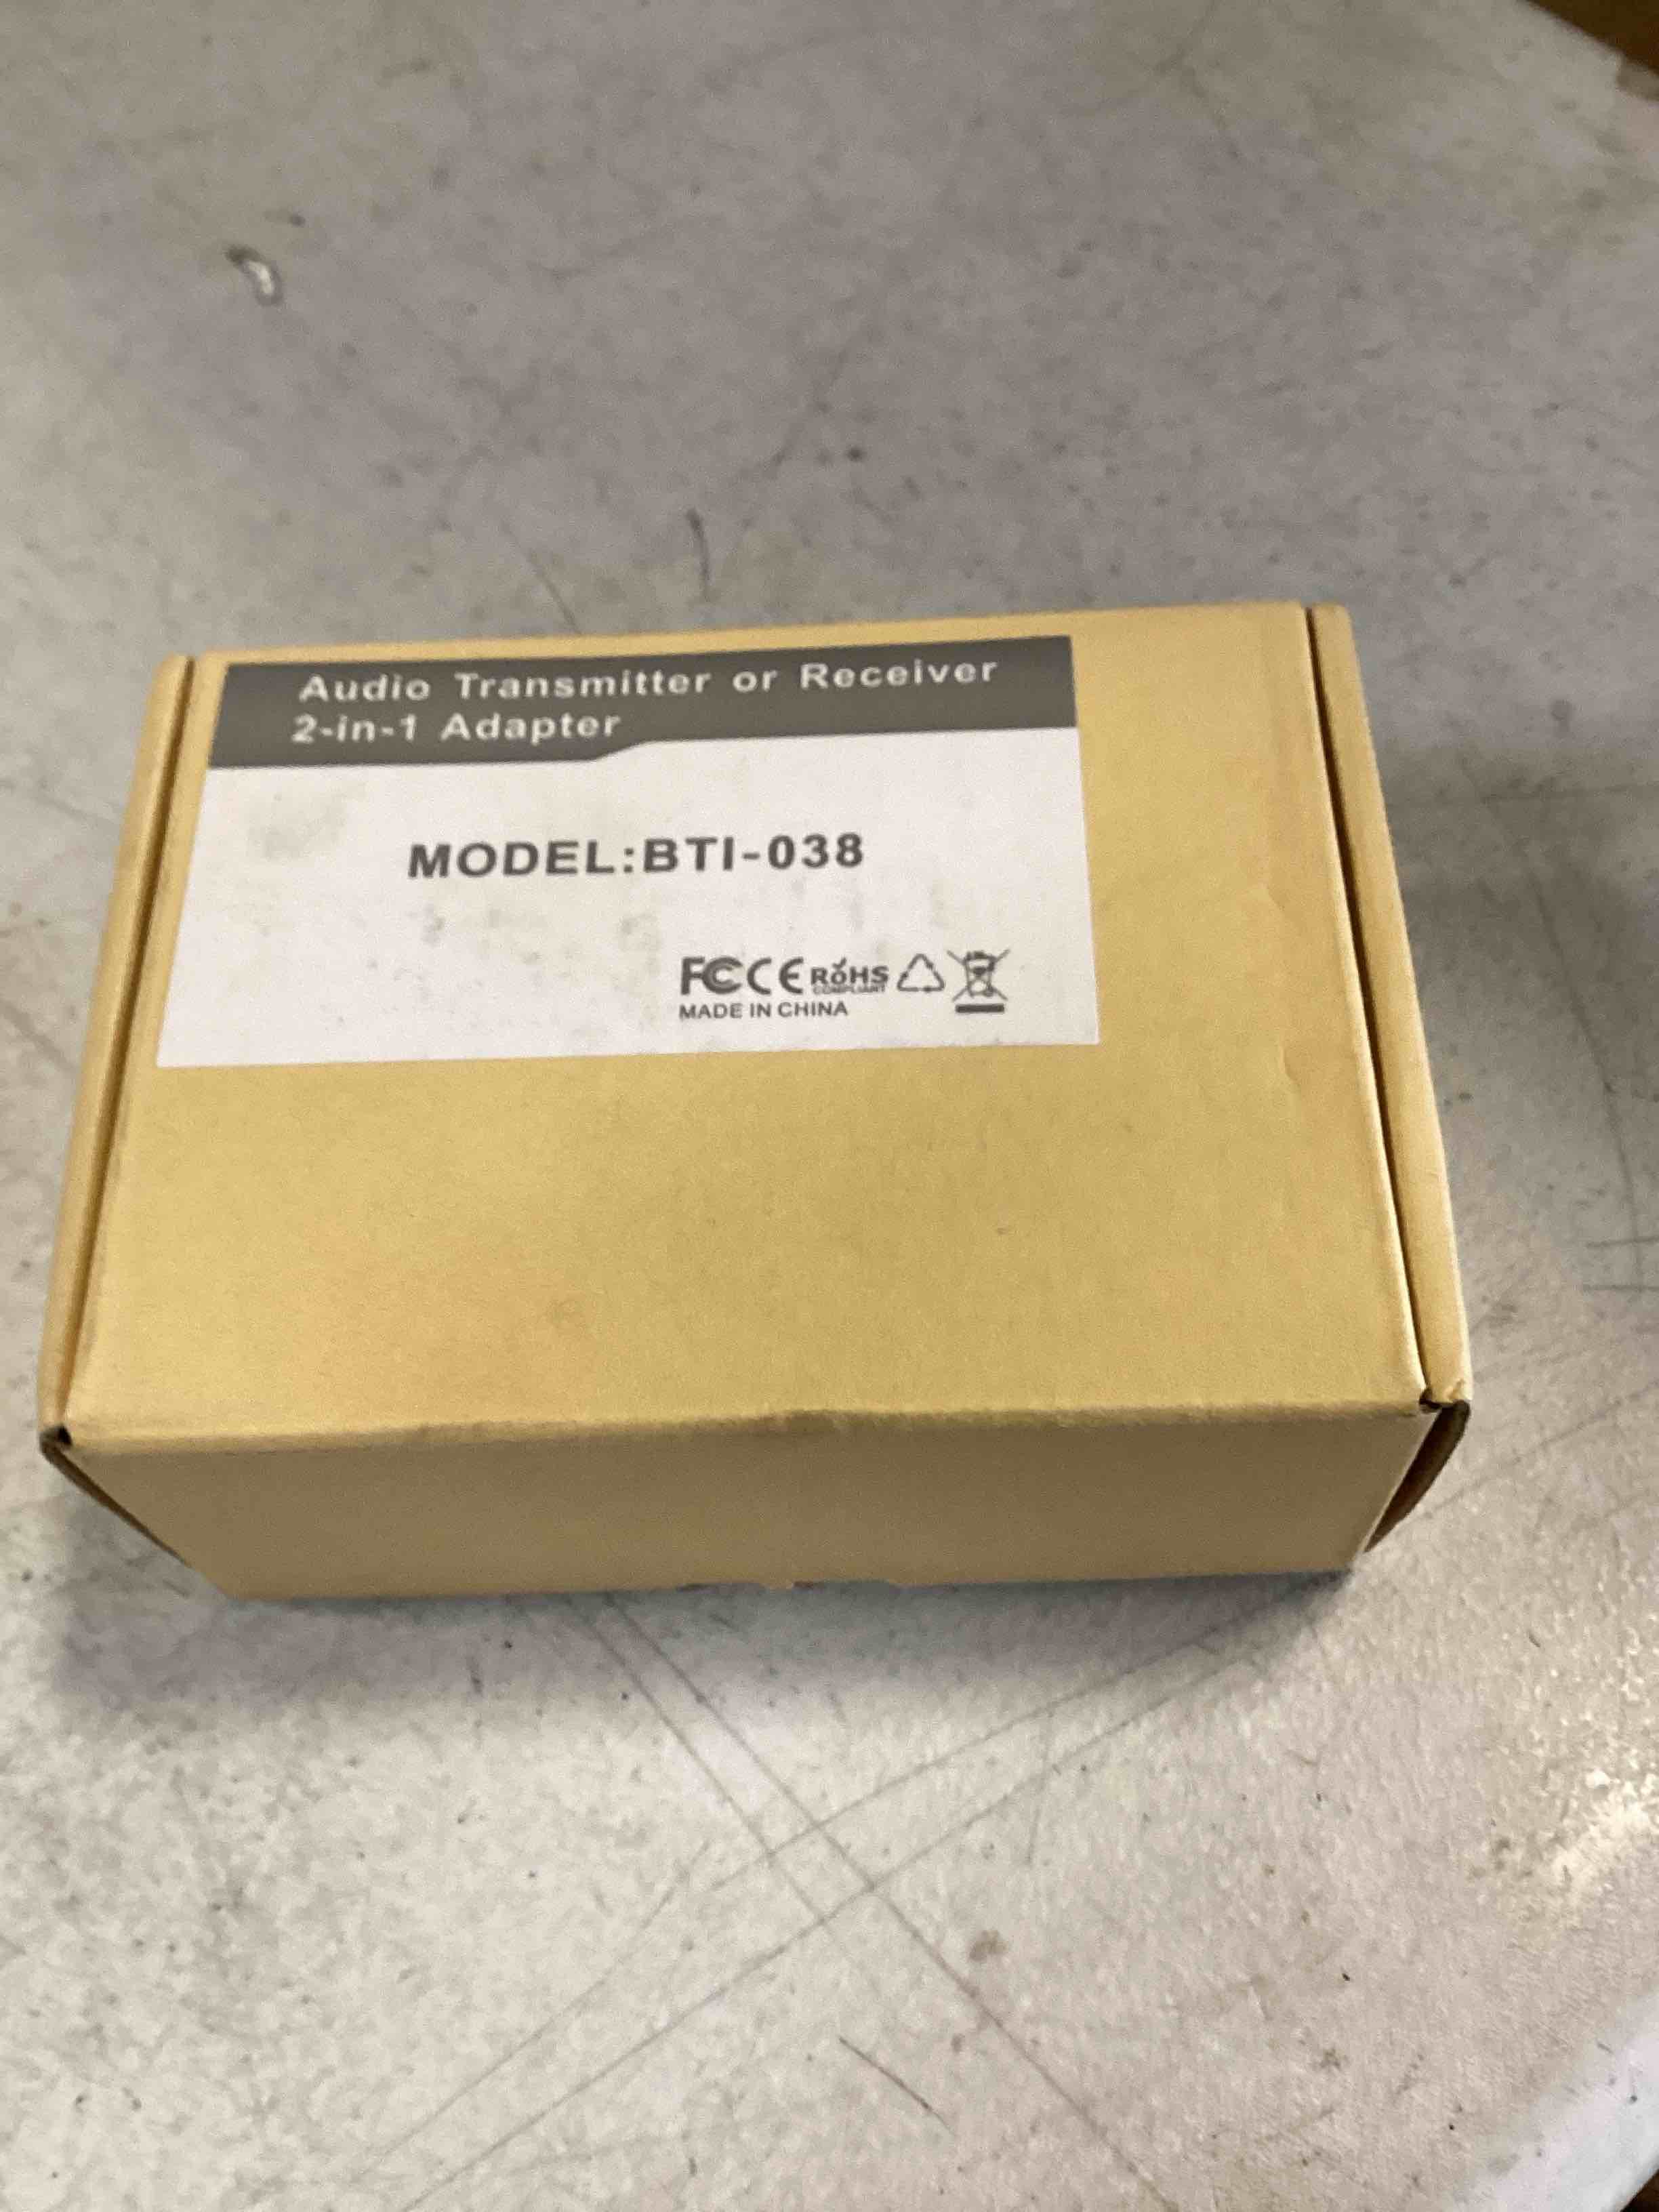 Audio Transmitter or Receiver
2-in-1 Adapter
MODEL:BTI-038
FC CE RoHS
COMPLIANT
MADE IN CHINA